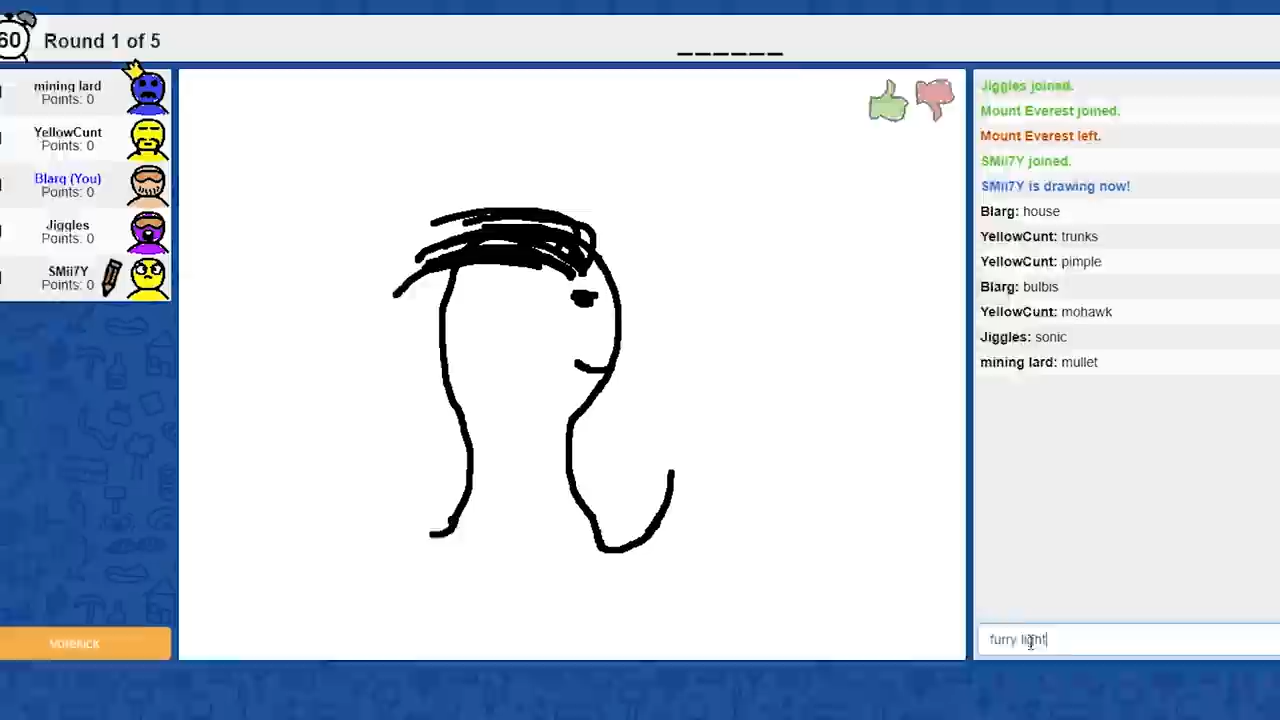 60
Round 1 of 5
_ _ _ _ _ _
mining lard
Points: 0
YellowCunt
Points: 0
Blarg (You)
Points: 0
Jiggles
Points: 0
SMii7Y
Points: 0
VOTEKICK
Jiggles joined.
Mount Everest joined.
Mount Everest left.
SMii7Y joined.
SMii7Y is drawing now!
Blarg: house
YellowCunt: trunks
YellowCunt: pimple
Blarg: bulbis
YellowCunt: mohawk
Jiggles: sonic
mining lard: mullet
furry light